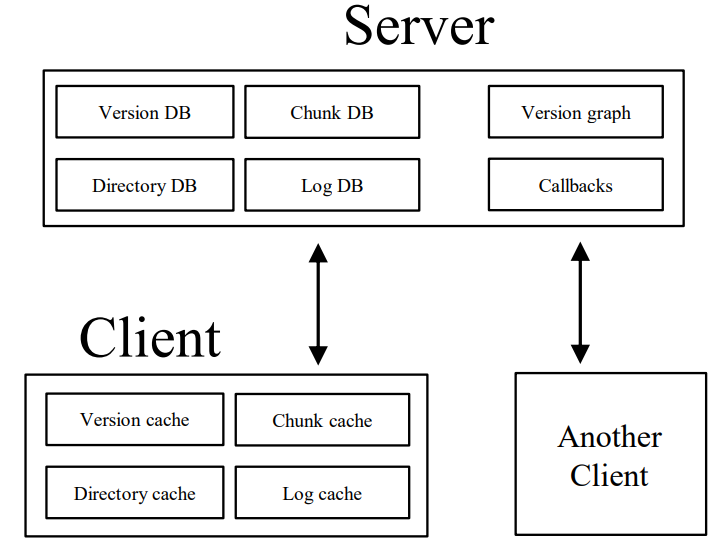 Server
Version DB
Chunk DB
Version graph
Directory DB
Log DB
Callbacks
Client
Version cache
Chunk cache
Directory cache
Log cache
Another
Client